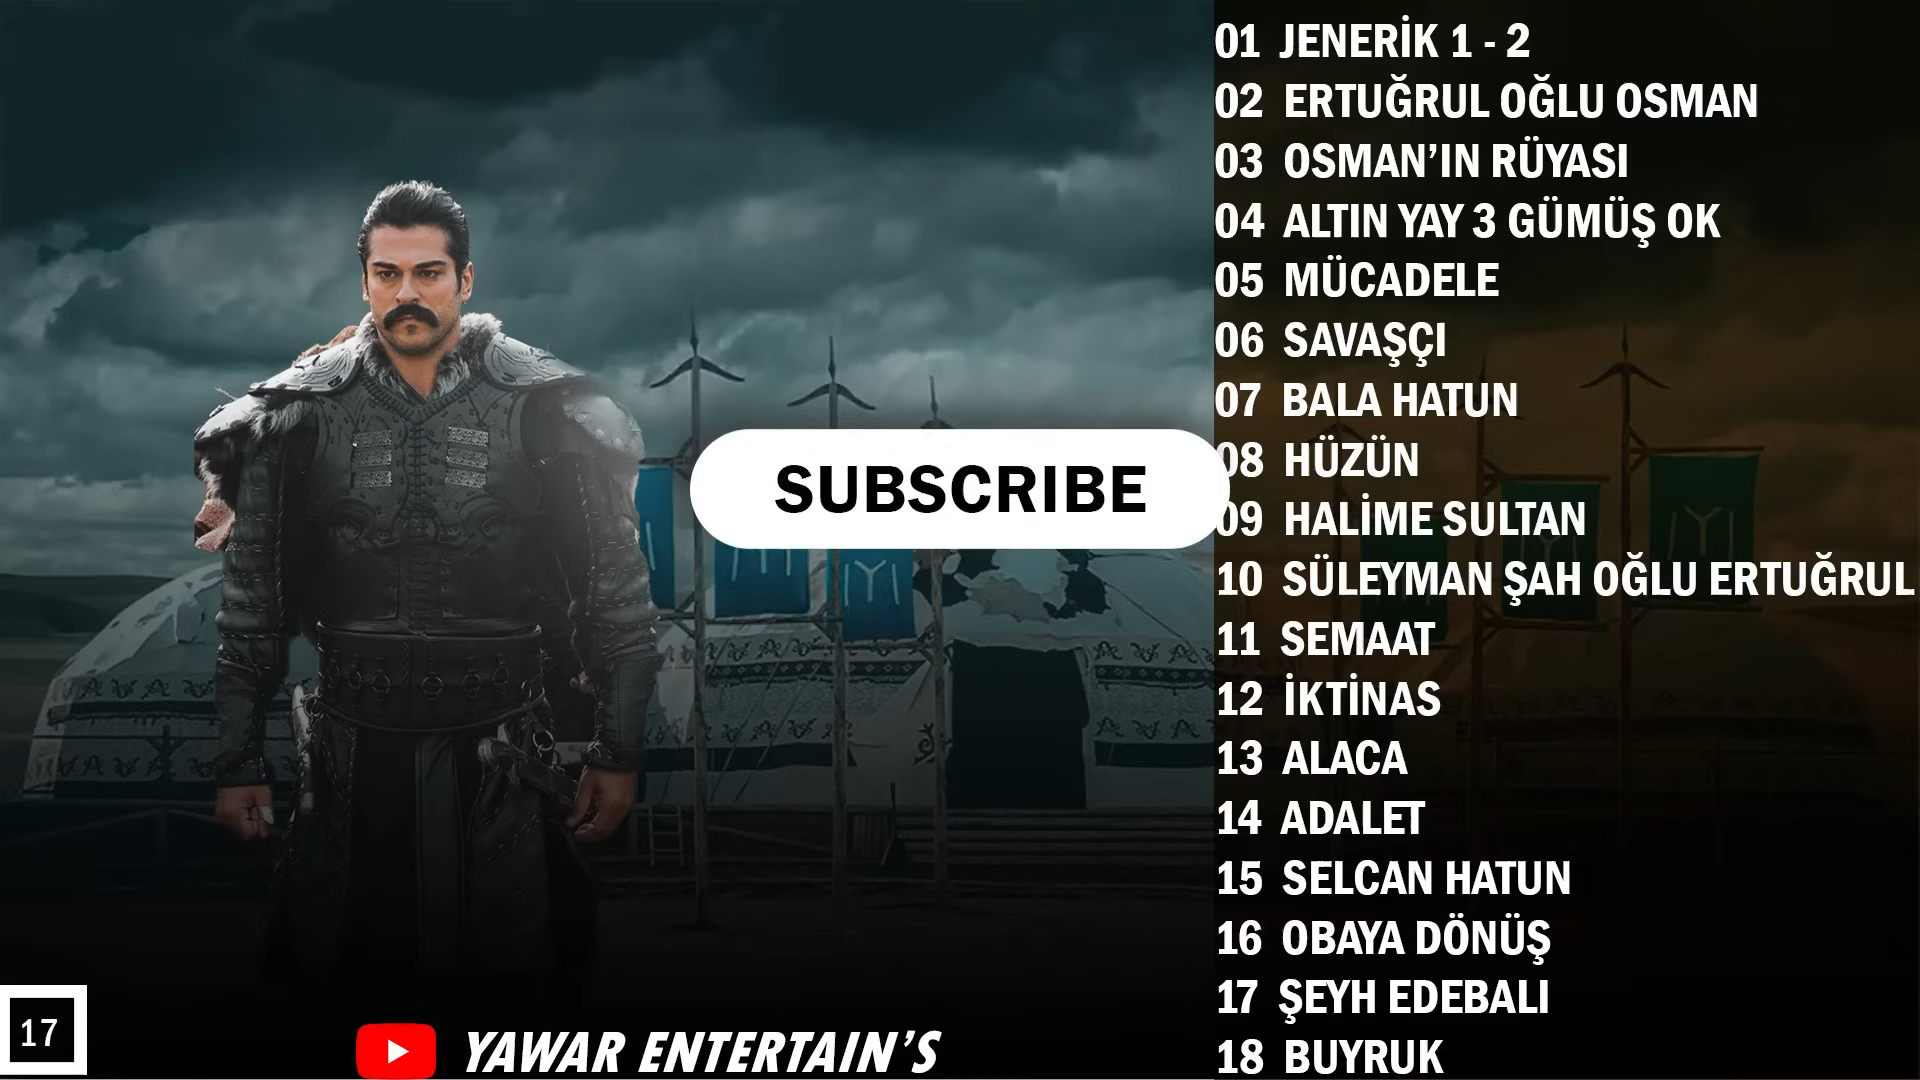 01 JENERİK 1 - 2
02 ERTUĞRUL OĞLU OSMAN
03 OSMAN’IN RÜYASI
04 ALTIN YAY 3 GÜMÜŞ OK
05 MÜCADELE
06 SAVAŞÇI
07 BALA HATUN
08 HÜZÜN
09 HALİME SULTAN
10 SÜLEYMAN ŞAH OĞLU ERTUĞRUL
11 SEMAAT
12 İKTİNAS
13 ALACA
14 ADALET
15 SELCAN HATUN
16 OBAYA DÖNÜŞ
17 ŞEYH EDEBALI
18 BUYRUK
SUBSCRIBE
17
YAWAR ENTERTAIN’S